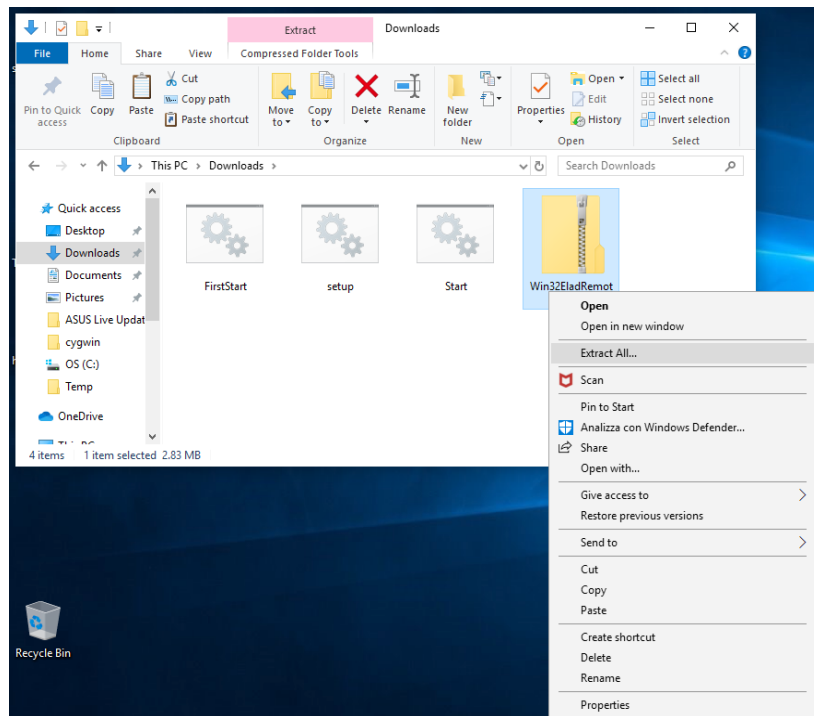 Extract
Downloads
File
Home
Share
View
Compressed Folder Tools
Pin to Quick access
Copy
Paste
Cut
Copy path
Paste shortcut
Move to
Copy to
Delete
Rename
New folder
Properties
Open
Edit
History
Select all
Select none
Invert selection
Clipboard
Organize
New
Open
Select
This PC
Downloads
Search Downloads
Quick access
Desktop
Downloads
Documents
Pictures
ASUS Live Updat
cygwin
OS (C:)
Temp
OneDrive
FirstStart
setup
Start
Win32EladRemot
4 items
1 item selected 2.83 MB
Open
Open in new window
Extract All...
Scan
Pin to Start
Analizza con Windows Defender...
Share
Open with...
Give access to
Restore previous versions
Send to
Cut
Copy
Paste
Create shortcut
Delete
Rename
Properties
Recycle Bin